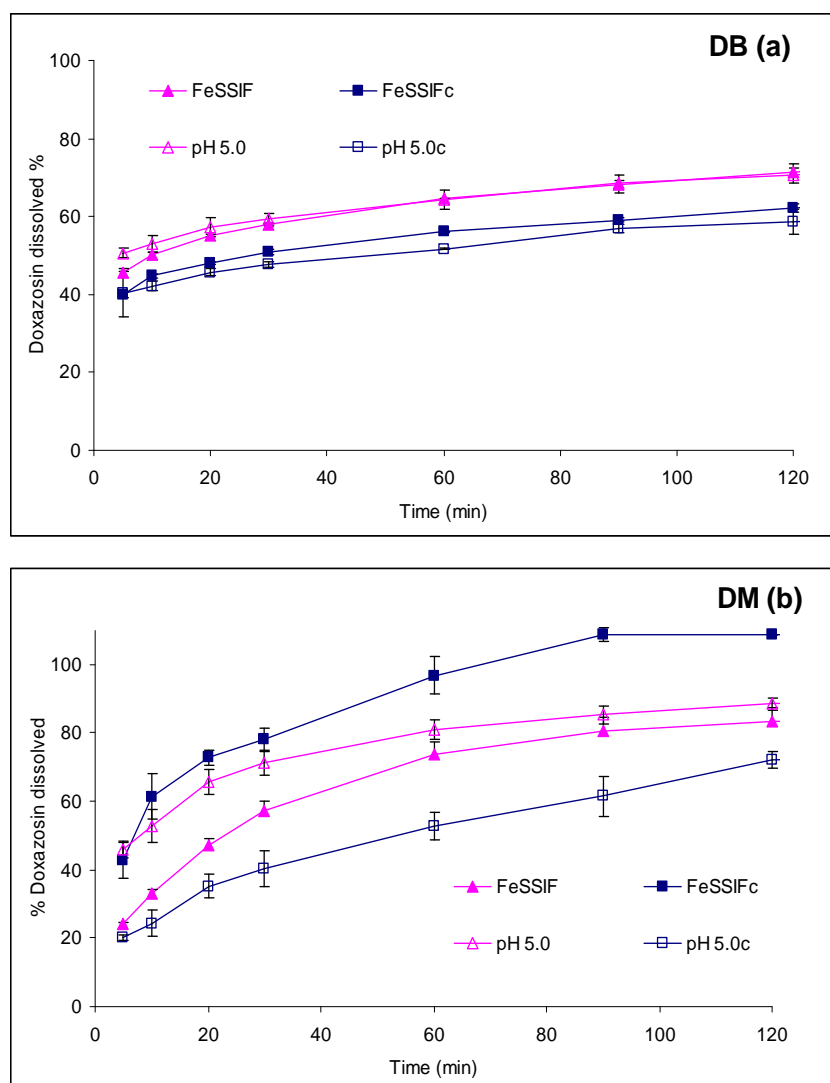 DB (a)
100
80
60
40
20
0
Doxazosin dissolved %
FeSSIF
FeSSIFc
pH 5.0
pH 5.0c
0 20 40 60 80 100 120
Time (min)
DM (b)
100
80
60
40
20
0
% Doxazosin dissolved
FeSSIF
FeSSIFc
pH 5.0
pH 5.0c
0 20 40 60 80 100 120
Time (min)